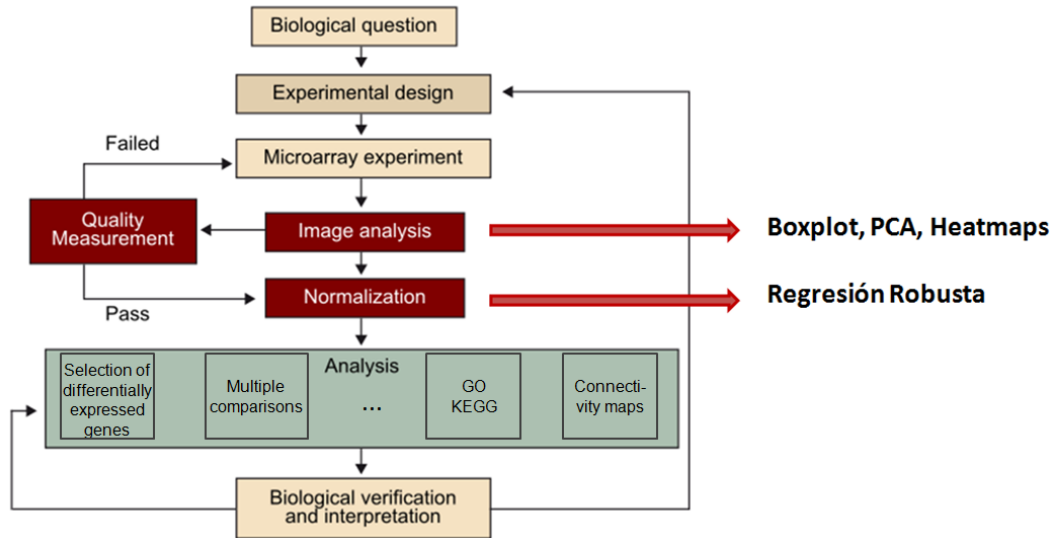 Biological question
Experimental design
Failed
Microarray experiment
Quality
Measurement
Image analysis
Boxplot, PCA, Heatmaps
Normalization
Regresión Robusta
Pass
Analysis
Selection of
differentially
expressed
genes
Multiple
comparisons
...
GO
KEGG
Connecti-
vity maps
Biological verification
and interpretation